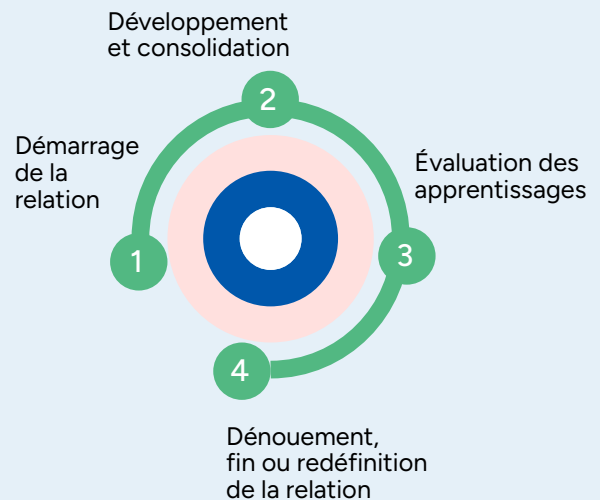 Développement
et consolidation
2
Démarrage
de la
relation
Évaluation des
apprentissages
1
3
4
Dénouement,
fin ou redéfinition
de la relation